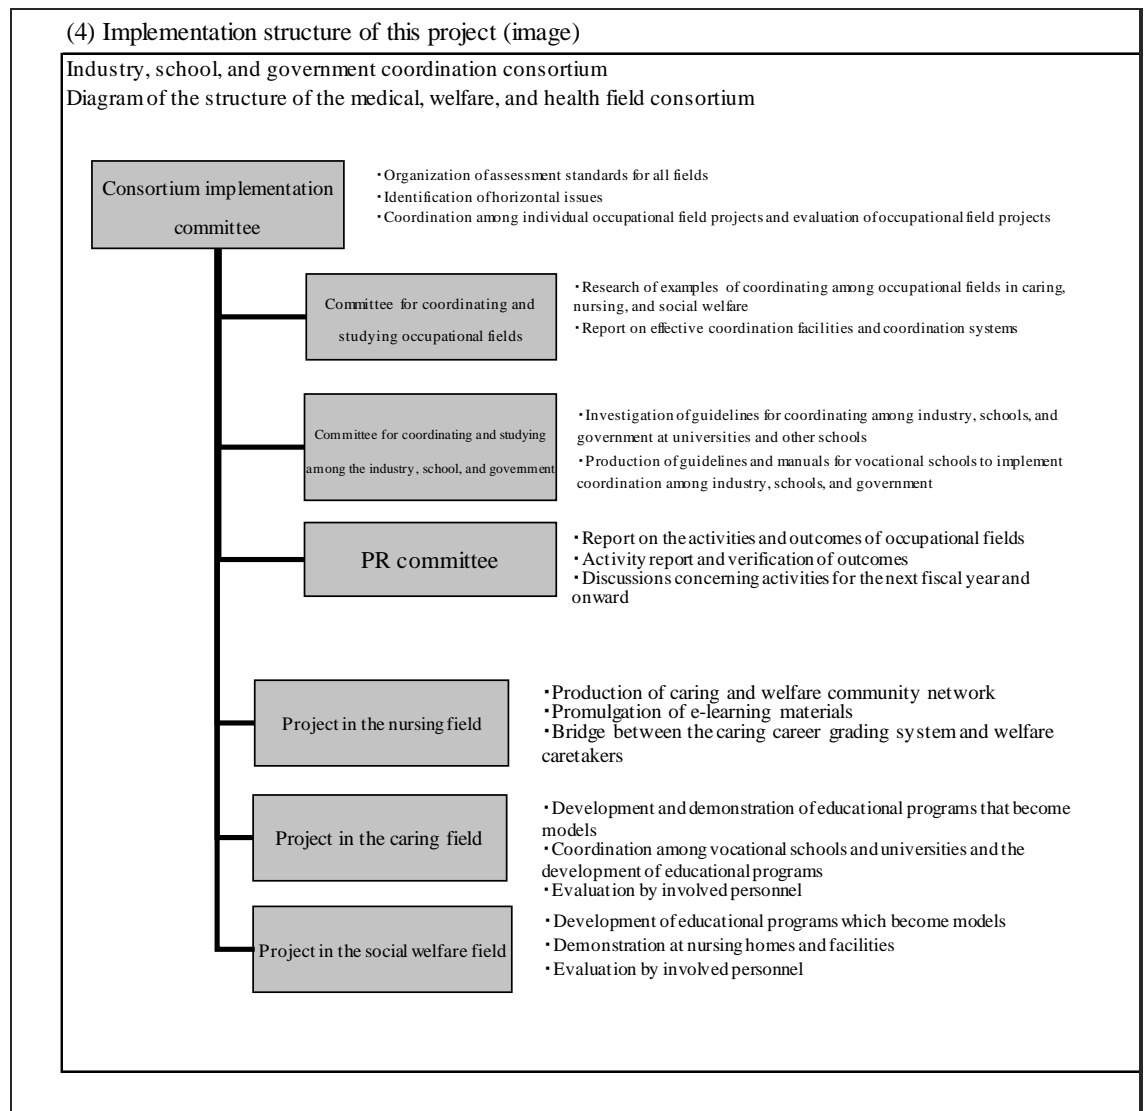 (4) Implementation structure of this project (image)
Industry, school, and government coordination consortium
Diagram of the structure of the medical, welfare, and health field consortium
Consortium implementation
committee
・Organization of assessment standards for all fields
・Identification of horizontal issues
・Coordination among individual occupational field projects and evaluation of occupational field projects
Committee for coordinating and
studying occupational fields
・Research of examples of coordinating among occupational fields in caring,
nursing, and social welfare
・Report on effective coordination facilities and coordination systems
Committee for coordinating and studying
among the industry, school, and government
・Investigation of guidelines for coordinating among industry, schools, and
government at universities and other schools
・Production of guidelines and manuals for vocational schools to implement
coordination among industry, schools, and government
PR committee
・Report on the activities and outcomes of occupational fields
・Activity report and verification of outcomes
・Discussions concerning activities for the next fiscal year and
onward
Project in the nursing field
・Production of caring and welfare community network
・Promulgation of e-learning materials
・Bridge between the caring career grading system and welfare
caretakers
Project in the caring field
・Development and demonstration of educational programs that become
models
・Coordination among vocational schools and universities and the
development of educational programs
・Evaluation by involved personnel
Project in the social welfare field
・Development of educational programs which become models
・Demonstration at nursing homes and facilities
・Evaluation by involved personnel